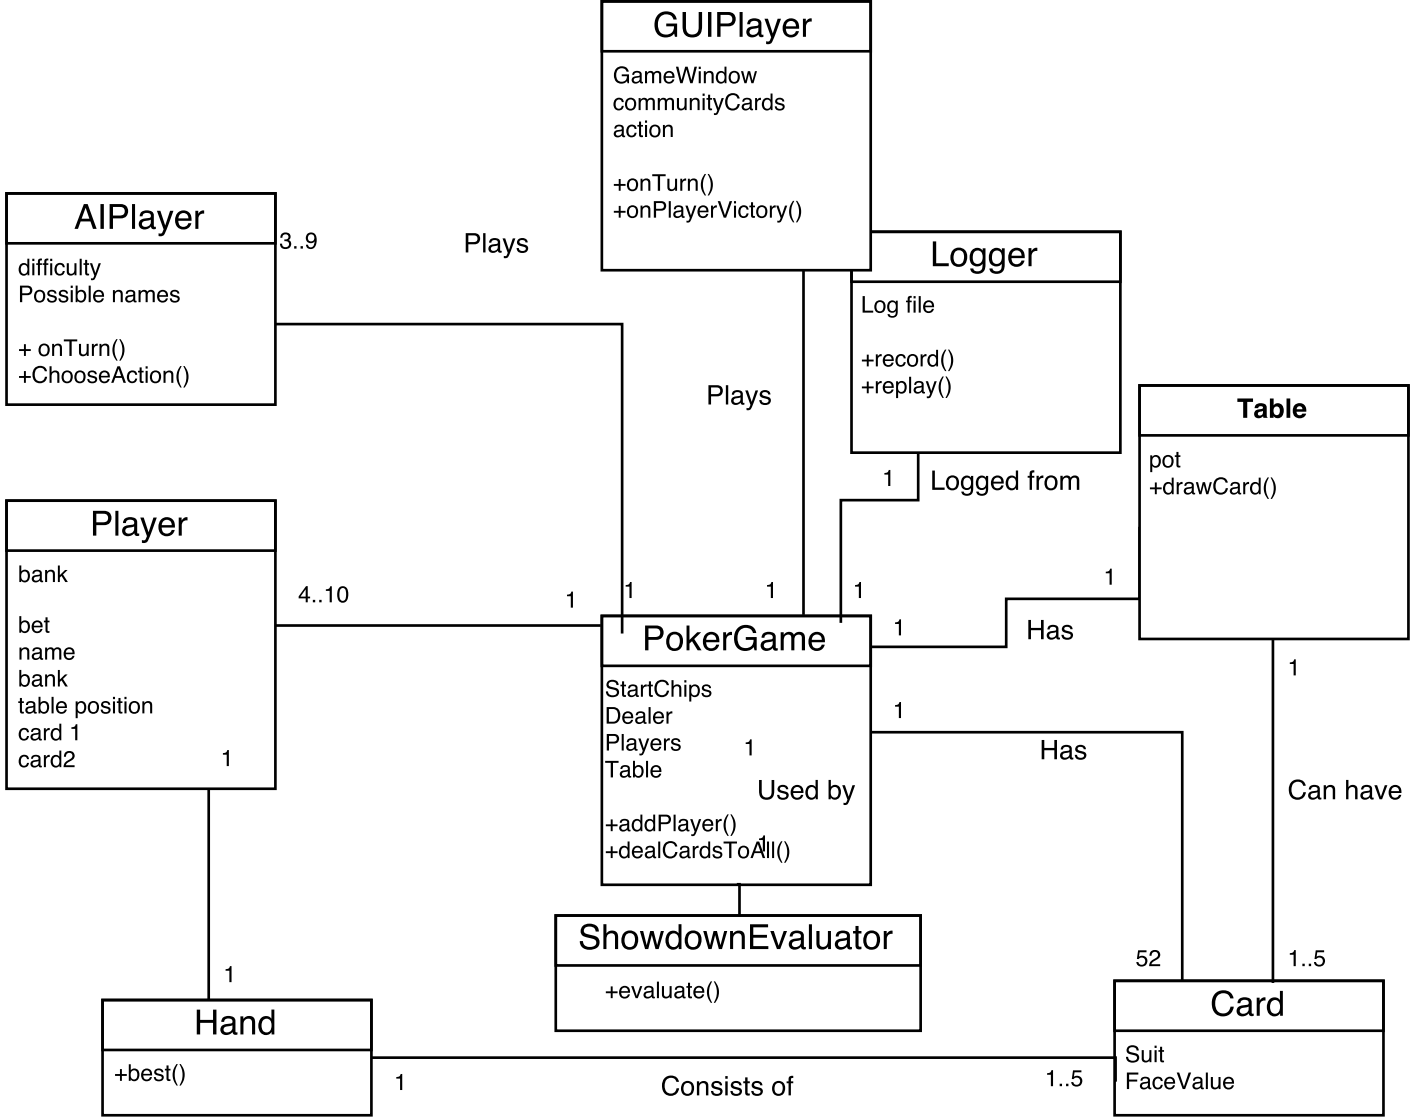 GUIPlayer
GameWindow
communityCards
action
+onTurn()
+onPlayerVictory()
AIPlayer
difficulty
Possible names
+ onTurn()
+ChooseAction()
3..9
Plays
Logger
Log file
+record()
+replay()
Plays
1
Logged from
Table
pot
+drawCard()
Player
bank
bet
name
bank
table position
card 1
card2
1
4..10
1
1
1
1
1
Has
1
PokerGame
StartChips
Dealer
Players
Table
+addPlayer()
+dealCardsToAll()
1
Used by
1
1
Has
1
Can have
52
1..5
ShowdownEvaluator
+evaluate()
1
Hand
+best()
1
Consists of
1..5
Card
Suit
FaceValue